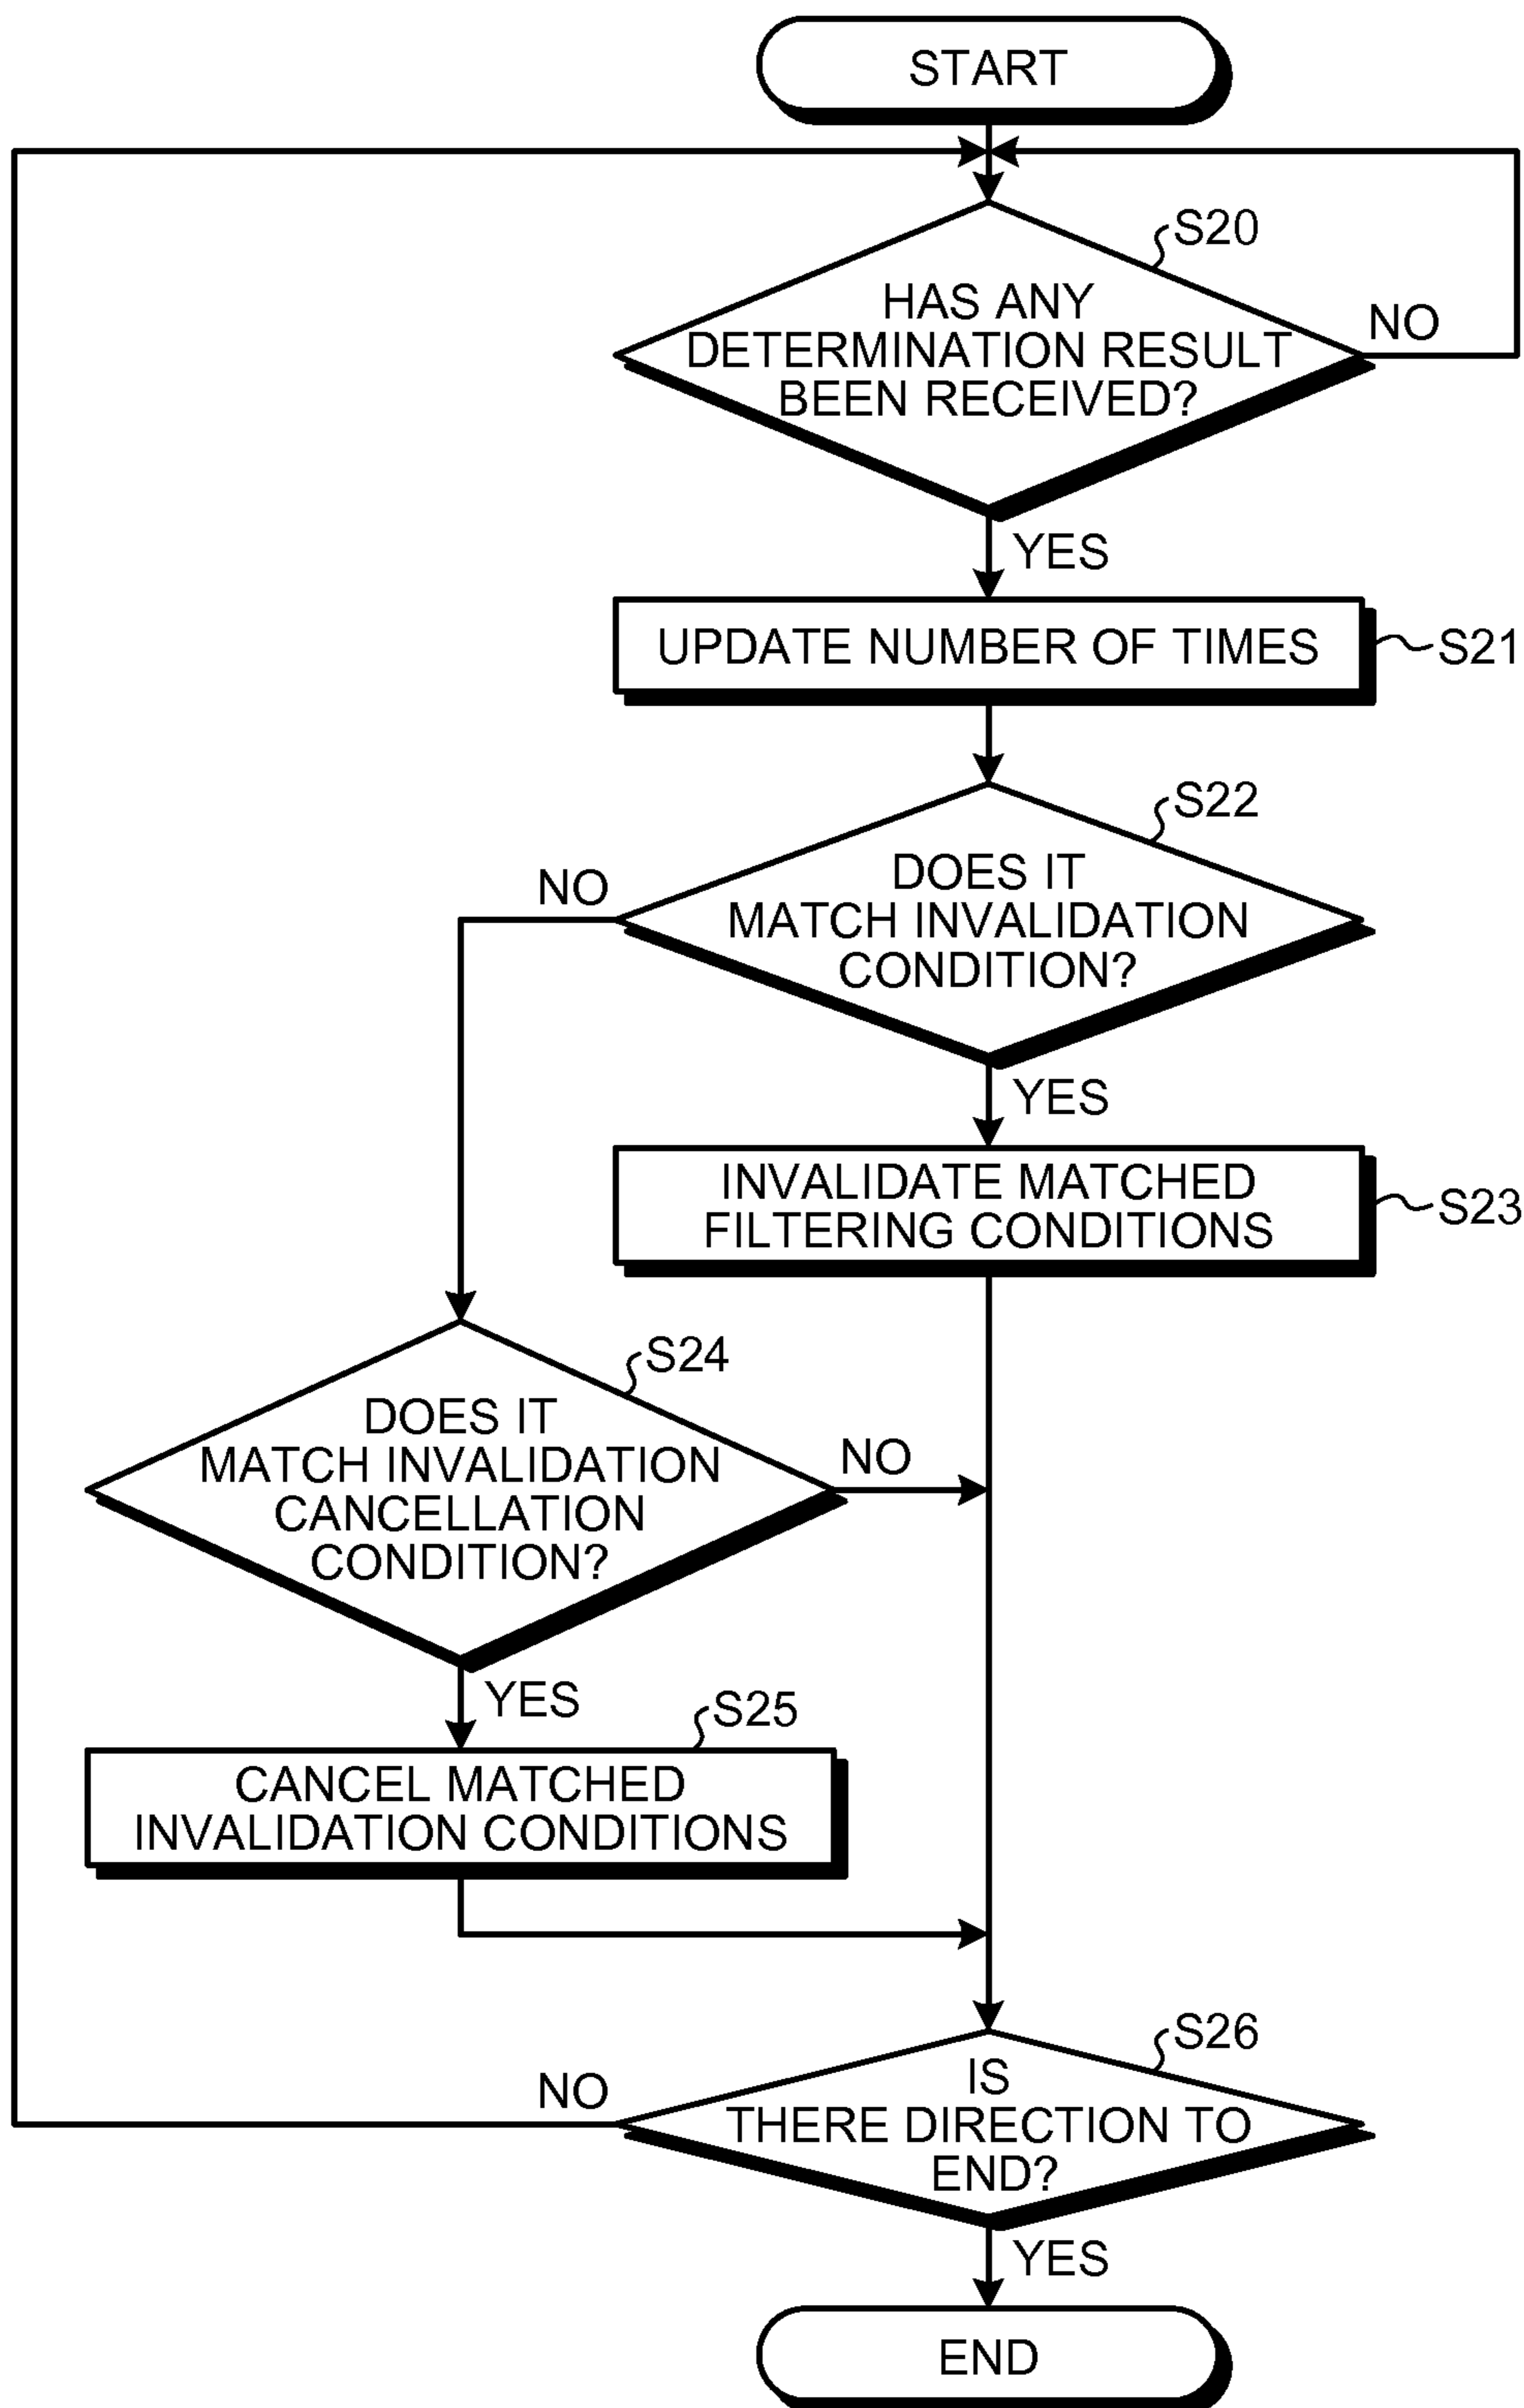 START
S20
HAS ANY
DETERMINATION RESULT
BEEN RECEIVED?
NO
YES
UPDATE NUMBER OF TIMES
S21
S22
DOES IT
MATCH INVALIDATION
CONDITION?
NO
YES
INVALIDATE MATCHED
FILTERING CONDITIONS
S23
S24
DOES IT
MATCH INVALIDATION
CANCELLATION
CONDITION?
NO
YES
S25
CANCEL MATCHED
INVALIDATION CONDITIONS
S26
IS
THERE DIRECTION TO
END?
NO
YES
END